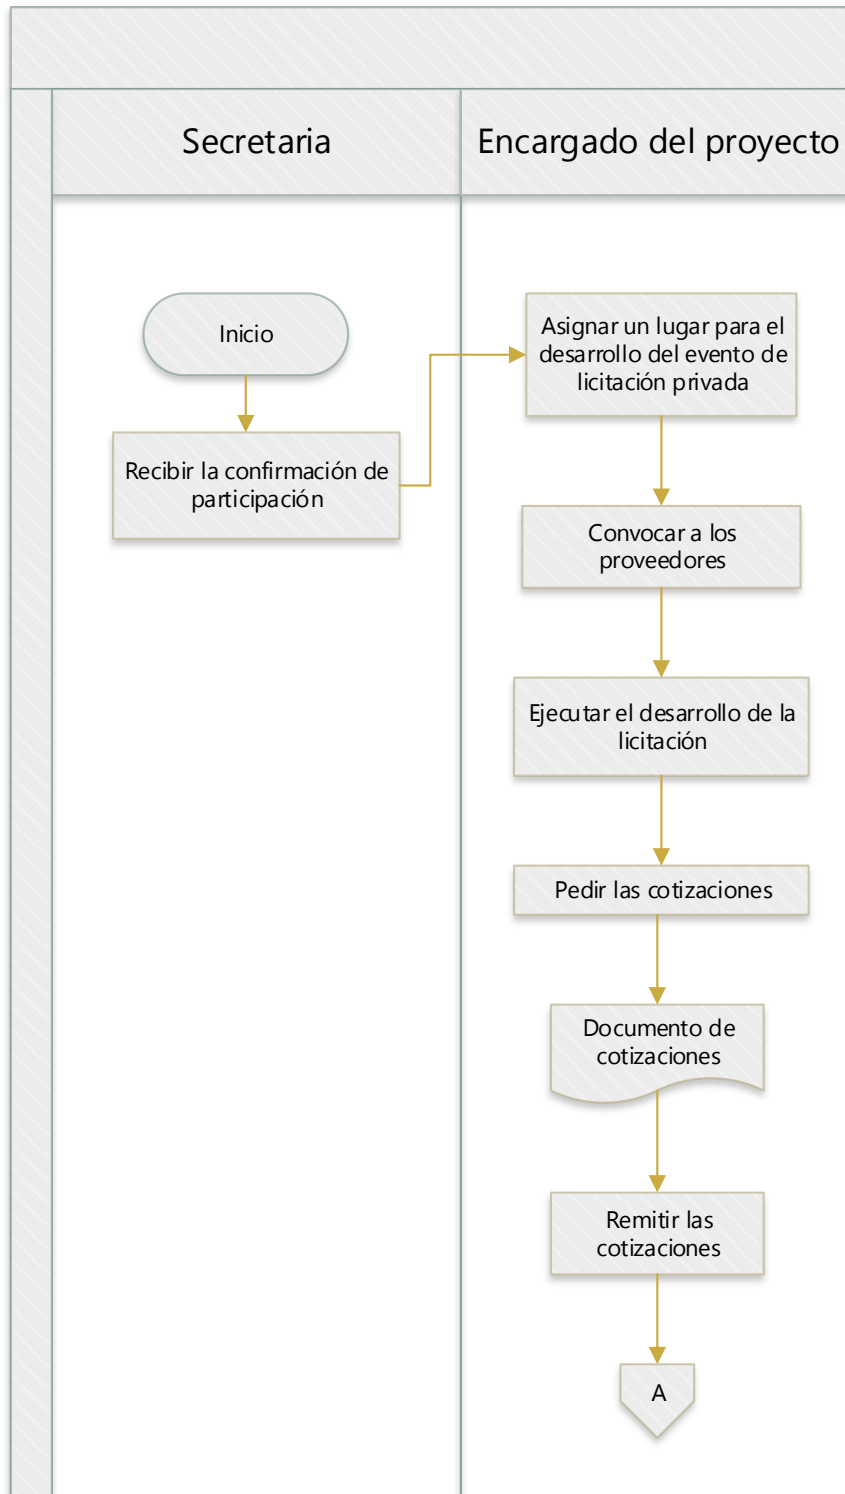 Secretaria
Encargado del proyecto
Inicio
Recibir la confirmación de
participación
Asignar un lugar para el
desarrollo del evento de
licitación privada
Convocar a los
proveedores
Ejecutar el desarrollo de la
licitación
Pedir las cotizaciones
Documento de
cotizaciones
Remitir las
cotizaciones
A